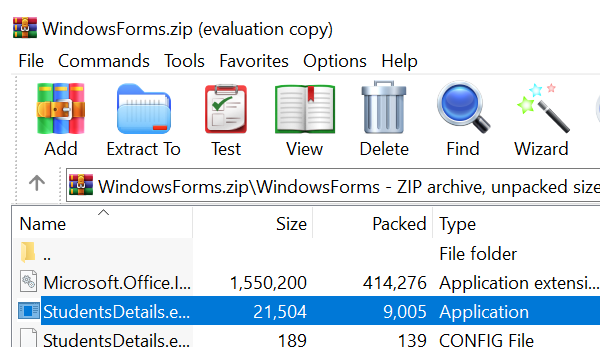 WindowsForms.zip (evaluation copy)
File Commands Tools Favorites Options Help
Add Extract To Test View Delete Find Wizard
WindowsForms.zip\WindowsForms - ZIP archive, unpacked size
Name Size Packed Type
.. File folder
Microsoft.Office.I... 1,550,200 414,276 Application extensi...
StudentsDetails.e... 21,504 9,005 Application
StudentsDetails.e... 189 139 CONFIG File